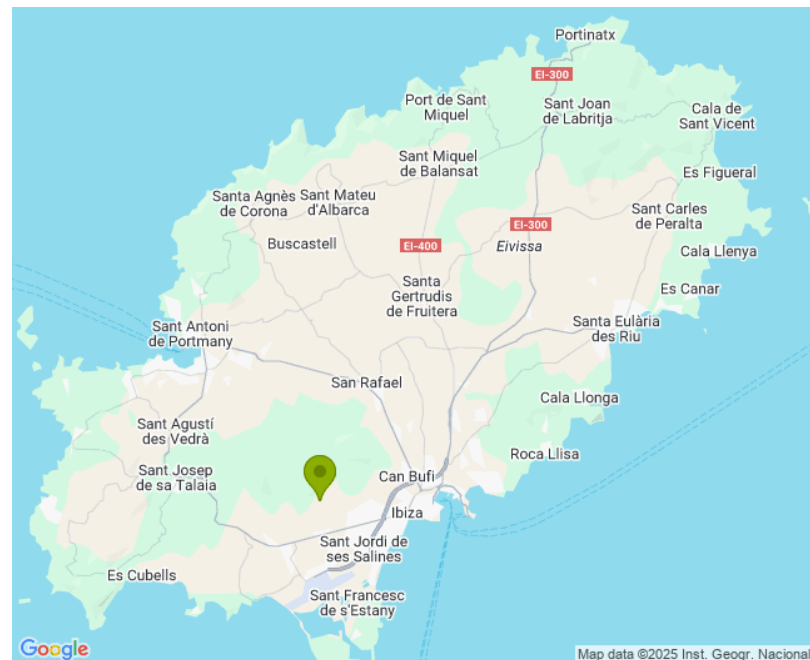 Portinatx
EI-300
Port de Sant
Miquel
Sant Joan
de Labritja
Cala de
Sant Vicent
Sant Miquel
de Balansat
Es Figueral
Santa Agnès
de Corona
Sant Mateu
d'Albarca
Sant Carles
de Peralta
EI-300
Buscastell
EI-400
Eivissa
Cala Llenya
Santa
Gertrudis
de Fruitera
Es Canar
Sant Antoni
de Portmany
Santa Eulària
des Riu
San Rafael
Cala Llonga
Sant Agustí
des Vedrà
Roca Llisa
Sant Josep
de sa Talaia
Can Bufi
Ibiza
Sant Jordi de
ses Salines
Es Cubells
Sant Francesc
de s'Estany
Google
Map data ©2025 Inst. Geogr. Nacional